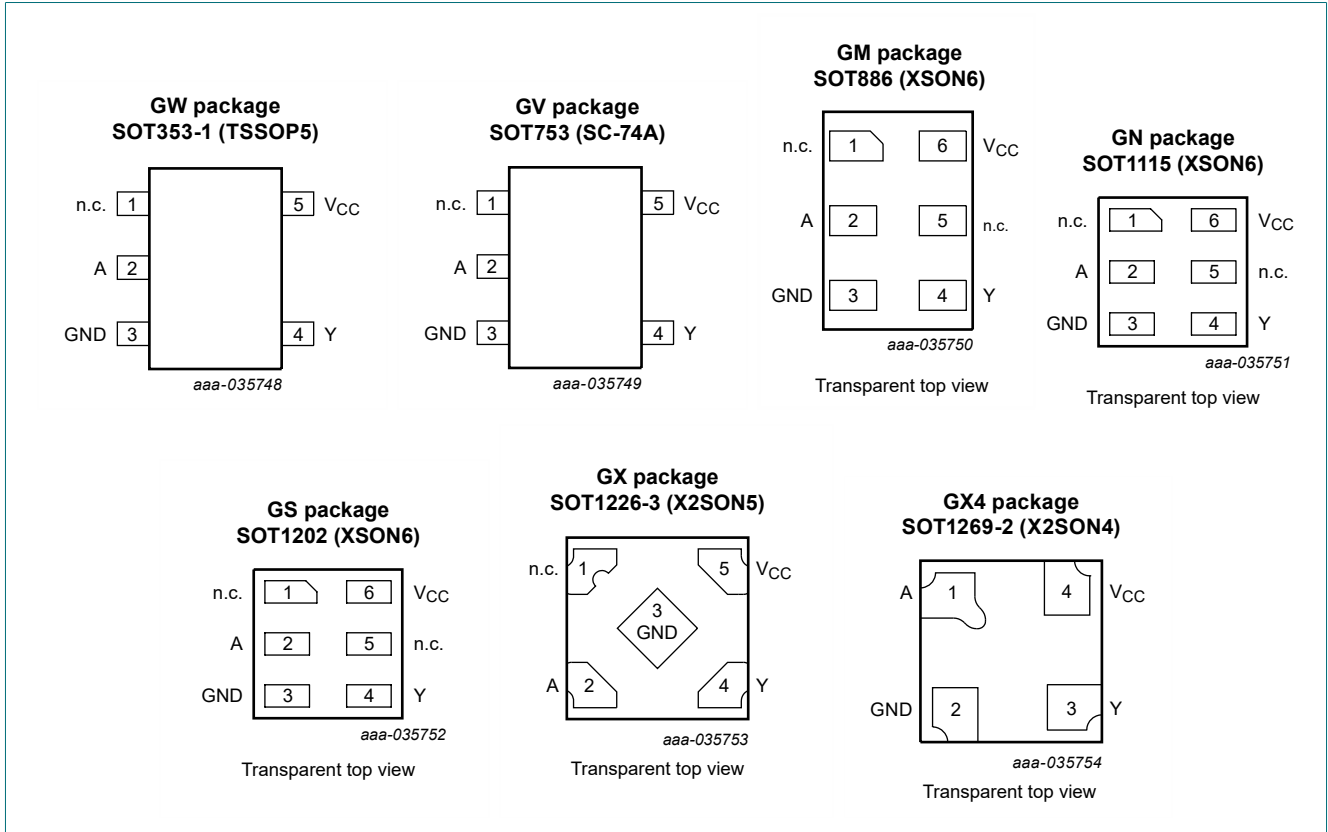 GW package
SOT353-1 (TSSOP5)
n.c. 1
5 VCC
A 2
GND 3
4 Y
aaa-035748
GV package
SOT753 (SC-74A)
n.c. 1
5 VCC
A 2
GND 3
4 Y
aaa-035749
GM package
SOT886 (XSON6)
n.c. 1 6 VCC
A 2 5 n.c.
GND 3 4 Y
aaa-035750
Transparent top view
GN package
SOT1115 (XSON6)
n.c. 1 6 VCC
A 2 5 n.c.
GND 3 4 Y
aaa-035751
Transparent top view
GS package
SOT1202 (XSON6)
n.c. 1 6 VCC
A 2 5 n.c.
GND 3 4 Y
aaa-035752
Transparent top view
GX package
SOT1226-3 (X2SON5)
n.c. 1 5 VCC
3
GND
A 2 4 Y
aaa-035753
Transparent top view
GX4 package
SOT1269-2 (X2SON4)
A 1 4 VCC
GND 2 3 Y
aaa-035754
Transparent top view